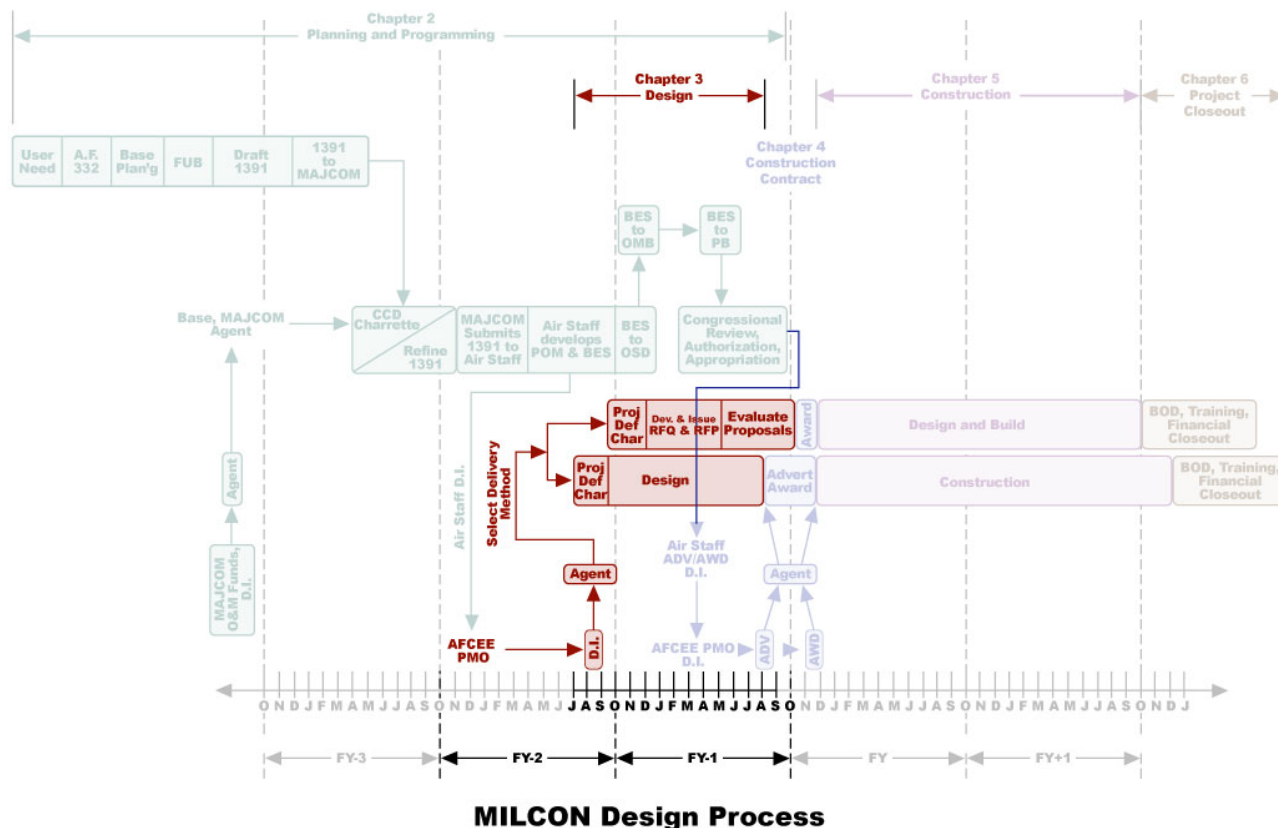 Chapter 2
Planning and Programming
Chapter 3
Design
Chapter 5
Construction
Chapter 6
Project
Closeout
User
Need
A.F.
332
Base
Plan'g
FUB
Draft
1391
1391
to
MAJCOM
Chapter 4
Construction
Contract
BES
to
OMB
BES
to
PB
Base, MAJCOM
Agent
CCD
Charrette
Refine
1391
MAJCOM
Submits
1391 to
Air Staff
Air Staff
develops
POM & BES
BES
to
OSD
Congressional
Review,
Authorization,
Appropriation
Proj
Def
Char
Dev. & Issue
RFQ & RFP
Evaluate
Proposals
Award
Design and Build
BOD, Training,
Financial
Closeout
Proj
Def
Char
Design
Advert
Award
Construction
BOD, Training,
Financial
Closeout
Agent
Air Staff D.I.
Select Delivery
Method
MAJCOM
O&M Funds,
D.I.
Agent
Air Staff
ADV/AWD
D.I.
Agent
AFCEE
PMO
D.I.
AFCEE PMO
D.I.
ADV
AWD
O N D J F M A M J J A S O N D J F M A M J J A S O N D J F M A M J J A S O N D J F M A M J J A S O N D J F M A M J J A S O N D J
FY-3
FY-2
FY-1
FY
FY+1
MILCON Design Process